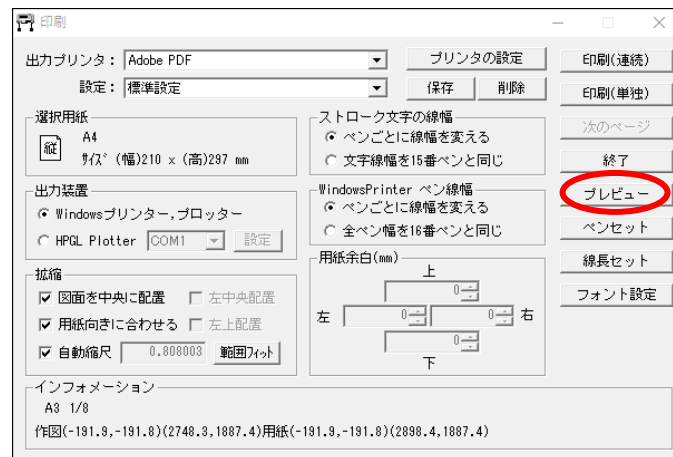 印刷
出力プリンタ： Adobe PDF
プリンタの設定
印刷(連続)
設定： 標準設定
保存
削除
印刷(単独)
選択用紙
縦
A4
ｻｲｽﾞ (幅)210 x (高)297 mm
ストローク文字の線幅
ペンごとに線幅を変える
文字線幅を15番ペンと同じ
次のページ
終了
出力装置
Windowsプリンター,プロッター
HPGL Plotter COM1 設定
WindowsPrinter ペン線幅
ペンごとに線幅を変える
全ペン幅を16番ペンと同じ
プレビュー
ペンセット
線長セット
フォント設定
拡縮
図面を中央に配置 左中央配置
用紙向きに合わせる 左上配置
自動縮尺 0.808003 範囲ﾌｨｯﾄ
用紙余白(mm)
上
0
左 0 0 右
0
下
インフォメーション
A3 1/8
作図(-191.9,-191.8)(2748.3,1887.4)用紙(-191.9,-191.8)(2898.4,1887.4)